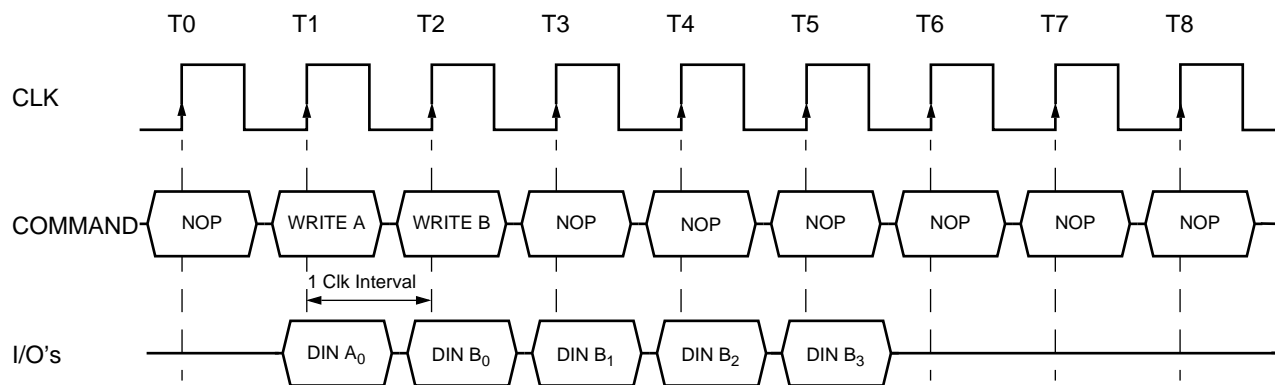 T0 T1 T2 T3 T4 T5 T6 T7 T8
CLK
COMMAND NOP WRITE A WRITE B NOP NOP NOP NOP NOP NOP
1 Clk Interval
I/O's DIN A₀ DIN B₀ DIN B₁ DIN B₂ DIN B₃